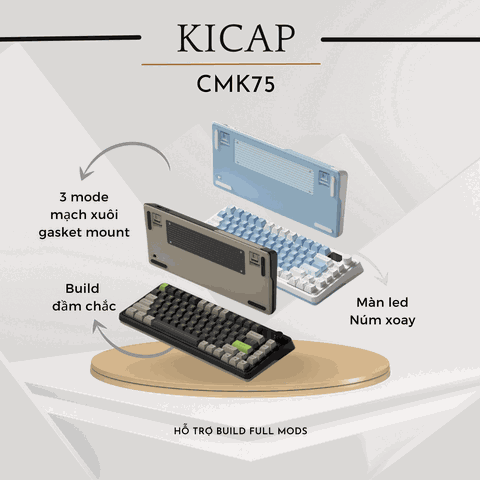 KICAP
CMK75
3 mode
mạch xuôi
gasket mount
Build
đầm chắc
Màn led
Núm xoay
HỖ TRỢ BUILD FULL MODS